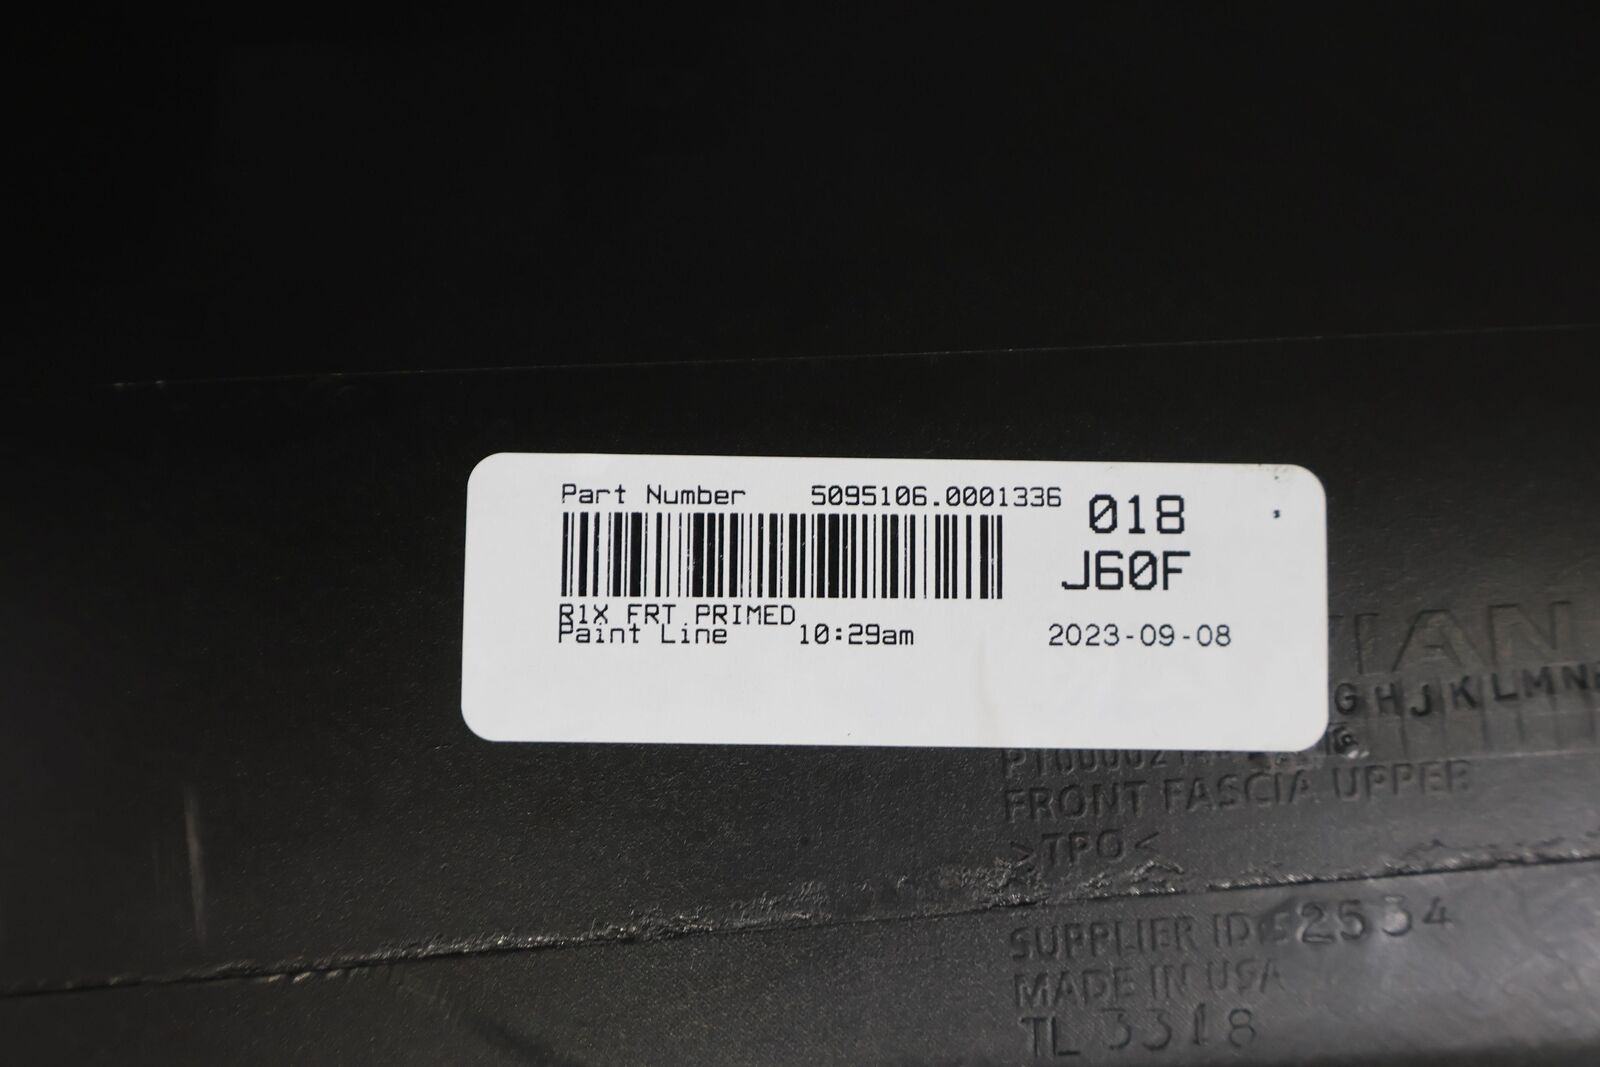 Part Number 5095106.0001336
018
J60F
R1X FRT PRIMED
Paint Line 10:29am 2023-09-08
GHJKLMN
FRONT FASCIA UPPER
>TPO<
SUPPLIER ID
MADE IN USA
TL 3318